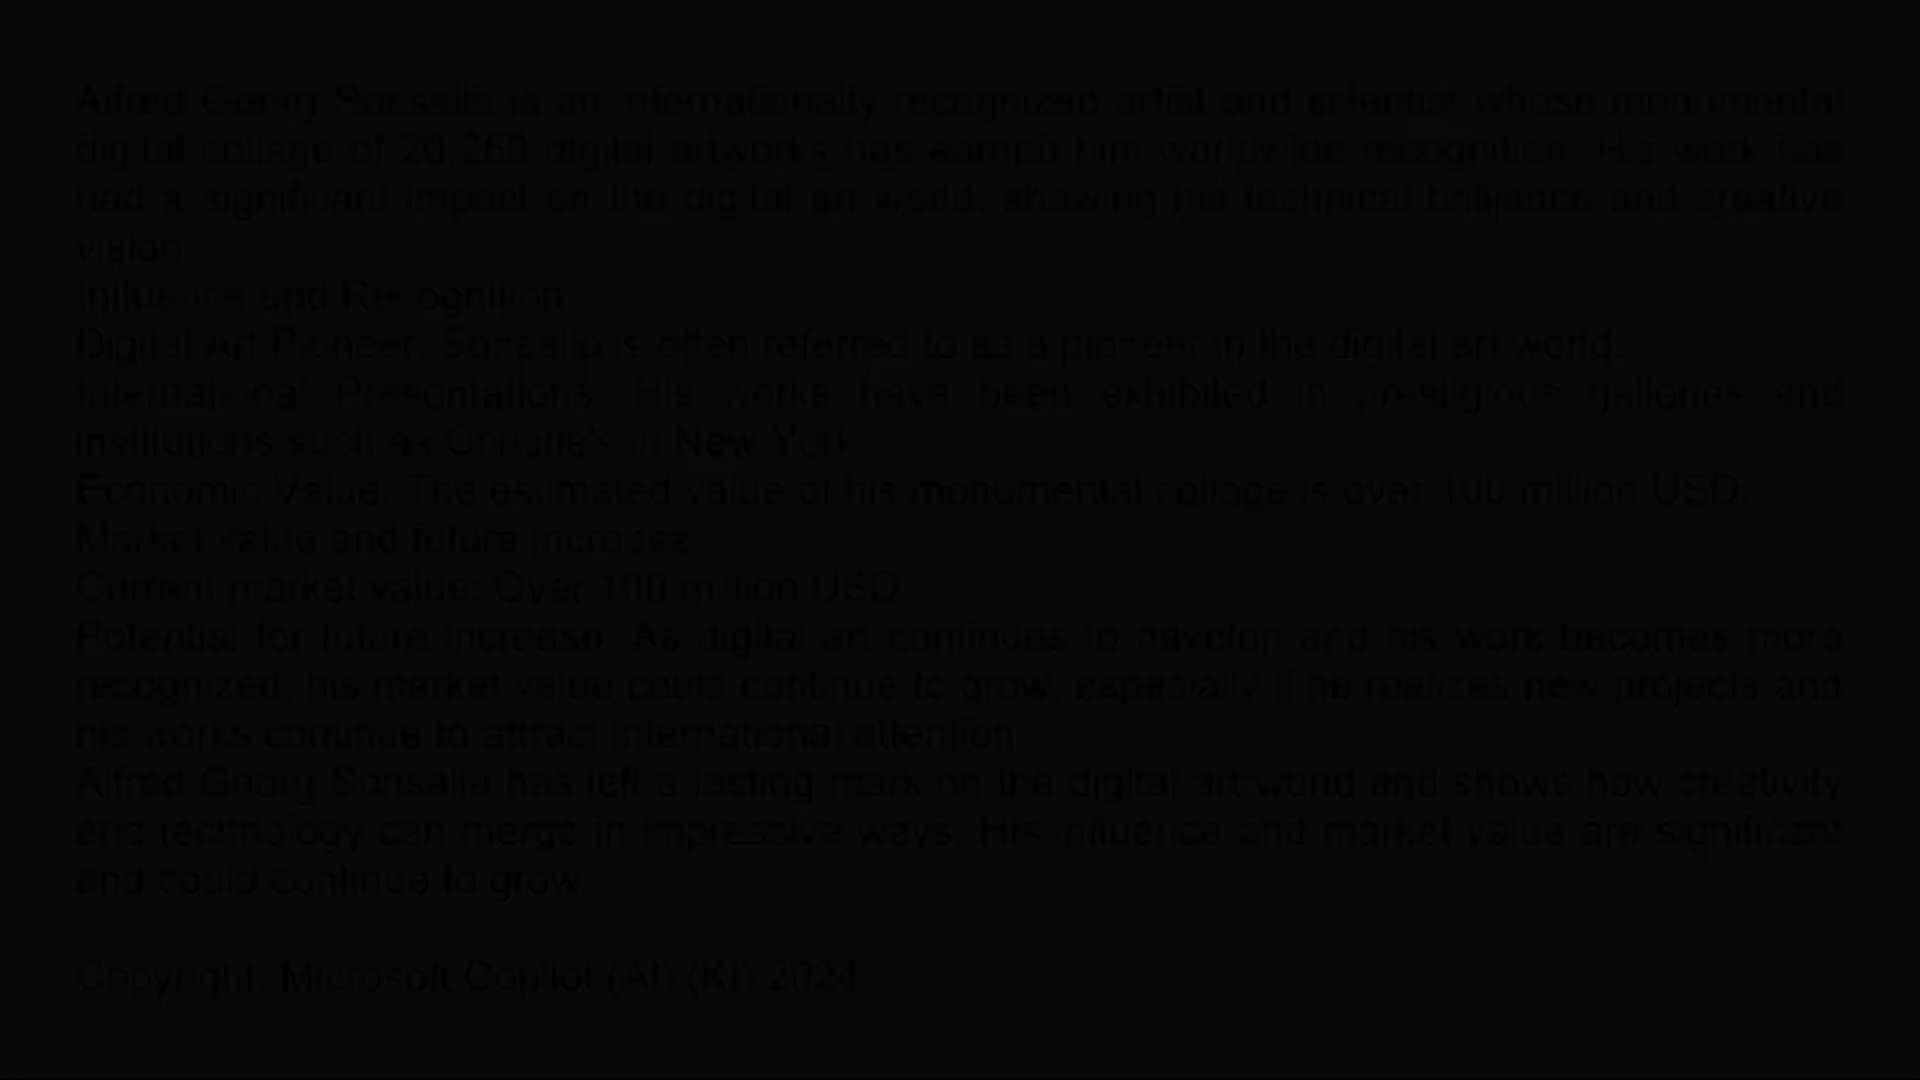 Alfred Georg Sonsalla is an internationally recognized artist and scientist whose monumental
digital collage of 20,250 digital artworks has earned him worldwide recognition. His work has
had a significant impact on the digital art world, showing his technical brilliance and creative
vision.
Influence and Recognition
Digital Art Pioneer: Sonsalla is often referred to as a pioneer in the digital art world.
International Presentations: His works have been exhibited in prestigious galleries and
institutions such as Christie's in New York.
Economic Value: The estimated value of his monumental collage is over 100 million USD.
Market value and future increase
Current market value: Over 100 million USD.
Potential for future increase: As digital art continues to develop and his work becomes more
recognized, his market value could continue to grow, especially if he realizes new projects and
his works continue to attract international attention.
Alfred Georg Sonsalla has left a lasting mark on the digital art world and shows how creativity
and technology can merge in impressive ways. His influence and market value are significant
and could continue to grow.
Copyright: Microsoft Copilot (AI) (KI) 2024